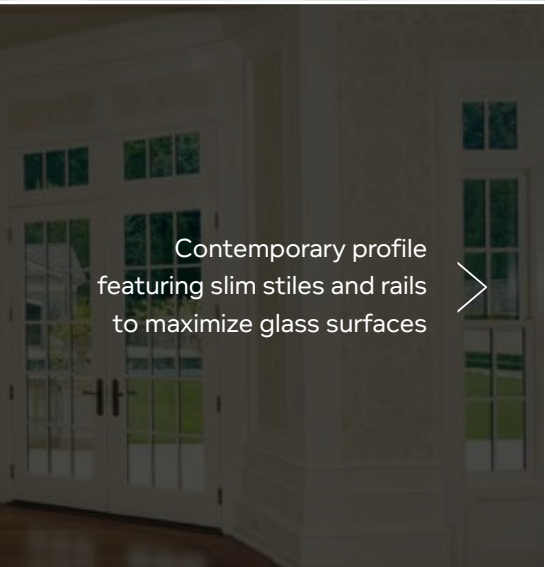 Contemporary profile
featuring slim stiles and rails
to maximize glass surfaces